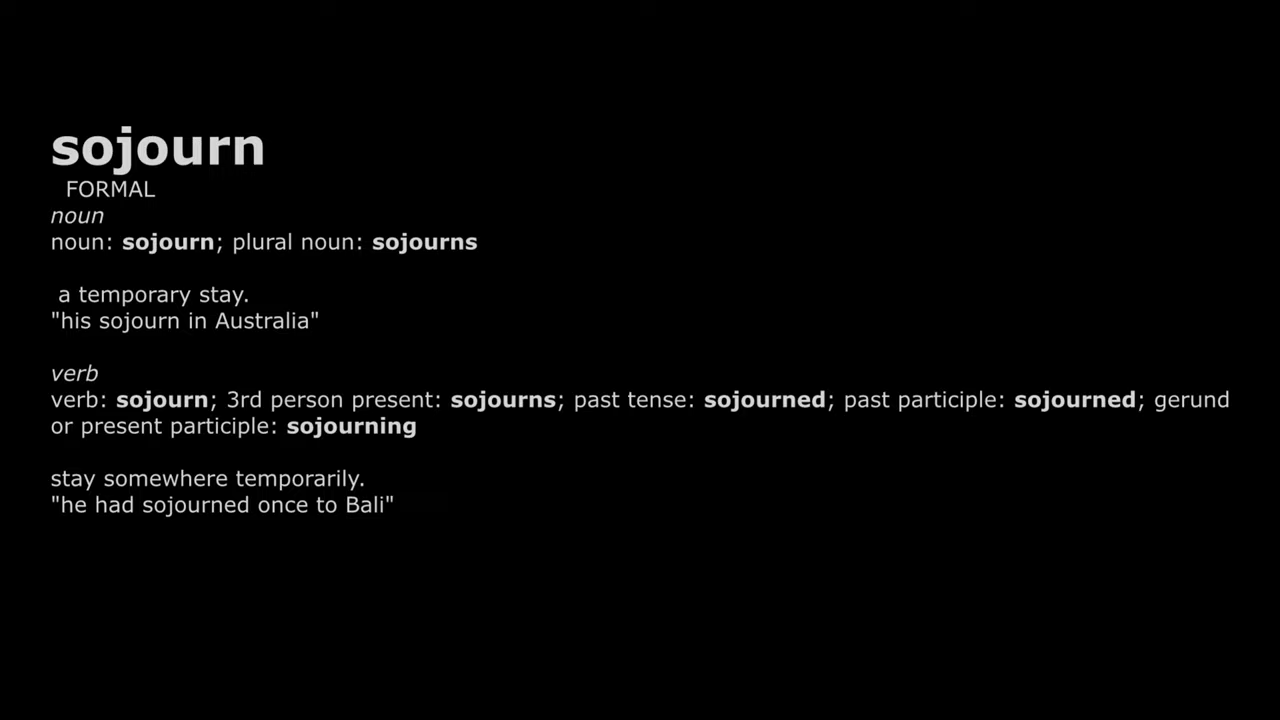 sojourn
FORMAL
noun
noun: sojourn; plural noun: sojourns
a temporary stay.
"his sojourn in Australia"
verb
verb: sojourn; 3rd person present: sojourns; past tense: sojourned; past participle: sojourned; gerund
or present participle: sojourning
stay somewhere temporarily.
"he had sojourned once to Bali"